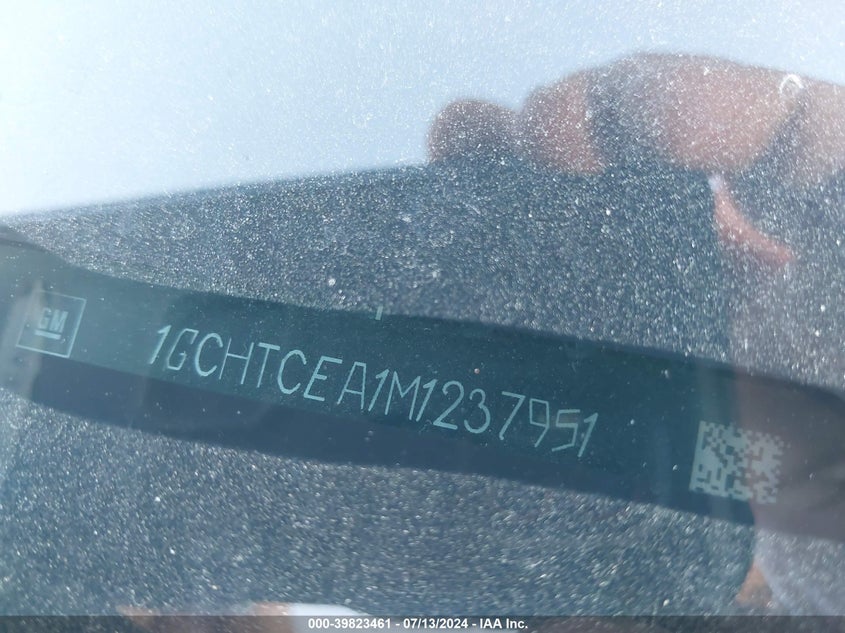 GM
1GCHTCEA1M1237951
000-39823461 - 07/13/2024 - IAA Inc.